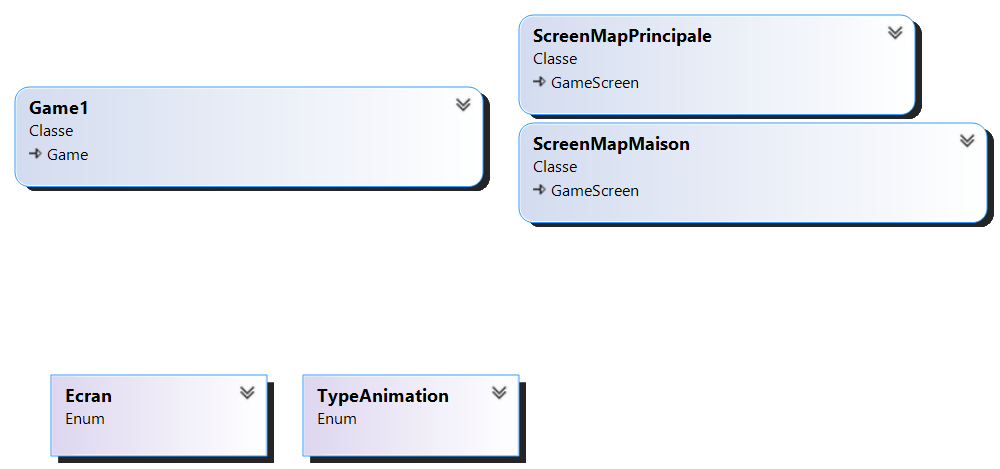 Game1
Classe
Game
ScreenMapPrincipale
Classe
GameScreen
ScreenMapMaison
Classe
GameScreen
Ecran
Enum
TypeAnimation
Enum